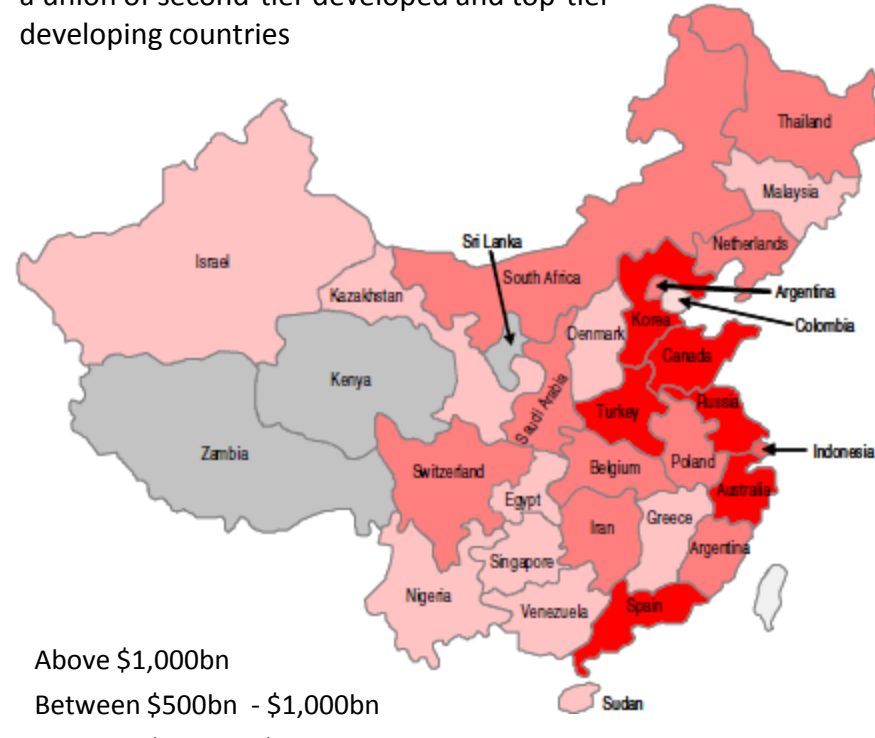 a union of second-tier developed and top-tier
developing countries
Thailand
Malaysia
Sri Lanka
Netherlands
Israel
South Africa
Kazakhstan
Argentina
Korea
Colombia
Denmark
Canada
Kenya
Saudi Arabia
Russia
Turkey
Zambia
Indonesia
Switzerland
Belgium
Poland
Australia
Egypt
Greece
Iran
Argentina
Singapore
Nigeria
Venezuela
Spain
Above $1,000bn
Sudan
Between $500bn - $1,000bn